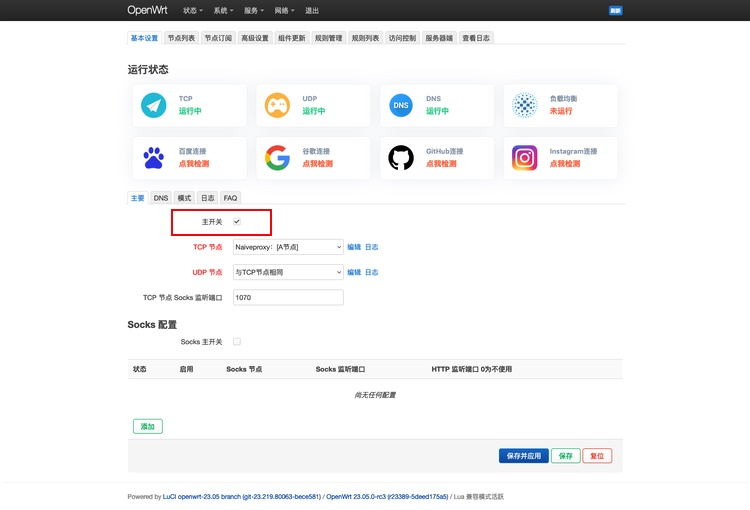 OpenWrt 状态 系统 服务 网络 退出 刷新
基本设置 节点列表 节点订阅 高级设置 组件更新 规则管理 规则列表 访问控制 服务器端 查看日志
运行状态
TCP UDP DNS 负载均衡
运行中 运行中 DNS 运行中 未运行
百度连接 谷歌连接 GitHub连接 Instagram连接
点我检测 点我检测 点我检测 点我检测
主要 DNS 模式 日志 FAQ
主开关
TCP 节点 Naiveproxy：[A节点] 编辑 日志
UDP 节点 与TCP节点相同 编辑 日志
TCP 节点 Socks 监听端口 1070
Socks 配置
Socks 主开关
状态 启用 Socks 节点 Socks 监听端口 HTTP 监听端口 0为不使用
尚无任何配置
添加
保存并应用 保存 复位
Powered by LuCI openwrt-23.05 branch (git-23.219.80063-bece581) / OpenWrt 23.05.0-rc3 (r23389-5deed175a5) / Lua 兼容模式活跃